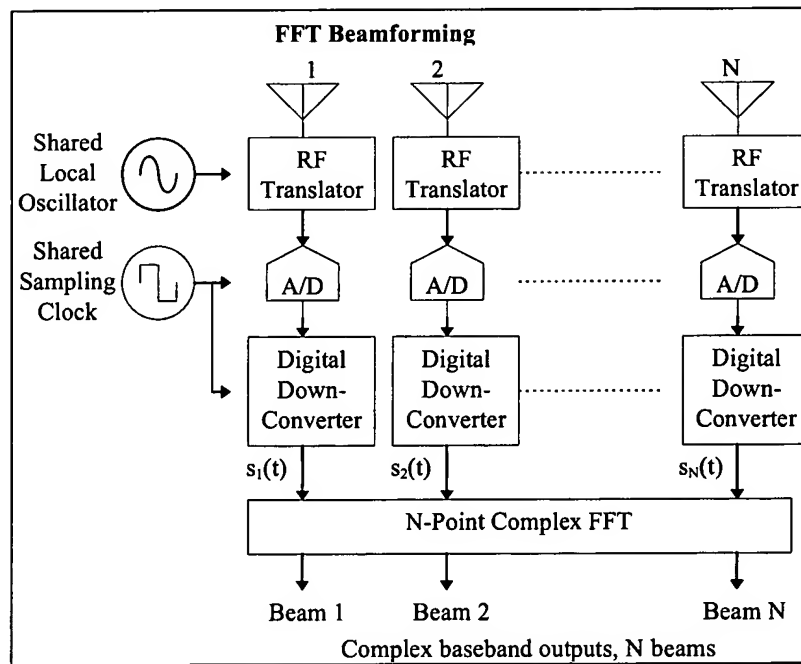 FFT Beamforming
1 2 N
Shared
Local
Oscillator
RF
Translator
RF
Translator
RF
Translator
Shared
Sampling
Clock
A/D
A/D
A/D
Digital
Down-
Converter
Digital
Down-
Converter
Digital
Down-
Converter
s₁(t) s₂(t) s_N(t)
N-Point Complex FFT
Beam 1 Beam 2 Beam N
Complex baseband outputs, N beams